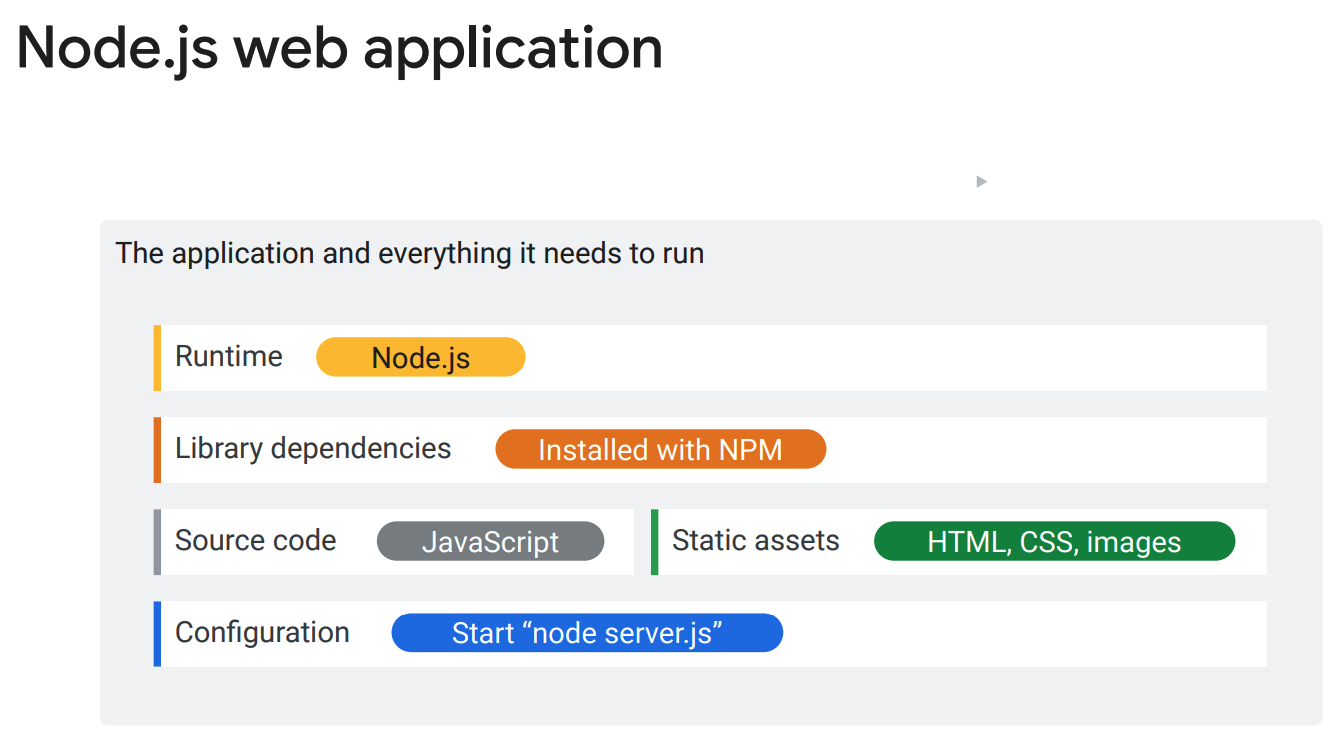 Node.js web application
The application and everything it needs to run
Runtime Node.js
Library dependencies Installed with NPM
Source code JavaScript Static assets HTML, CSS, images
Configuration Start “node server.js”